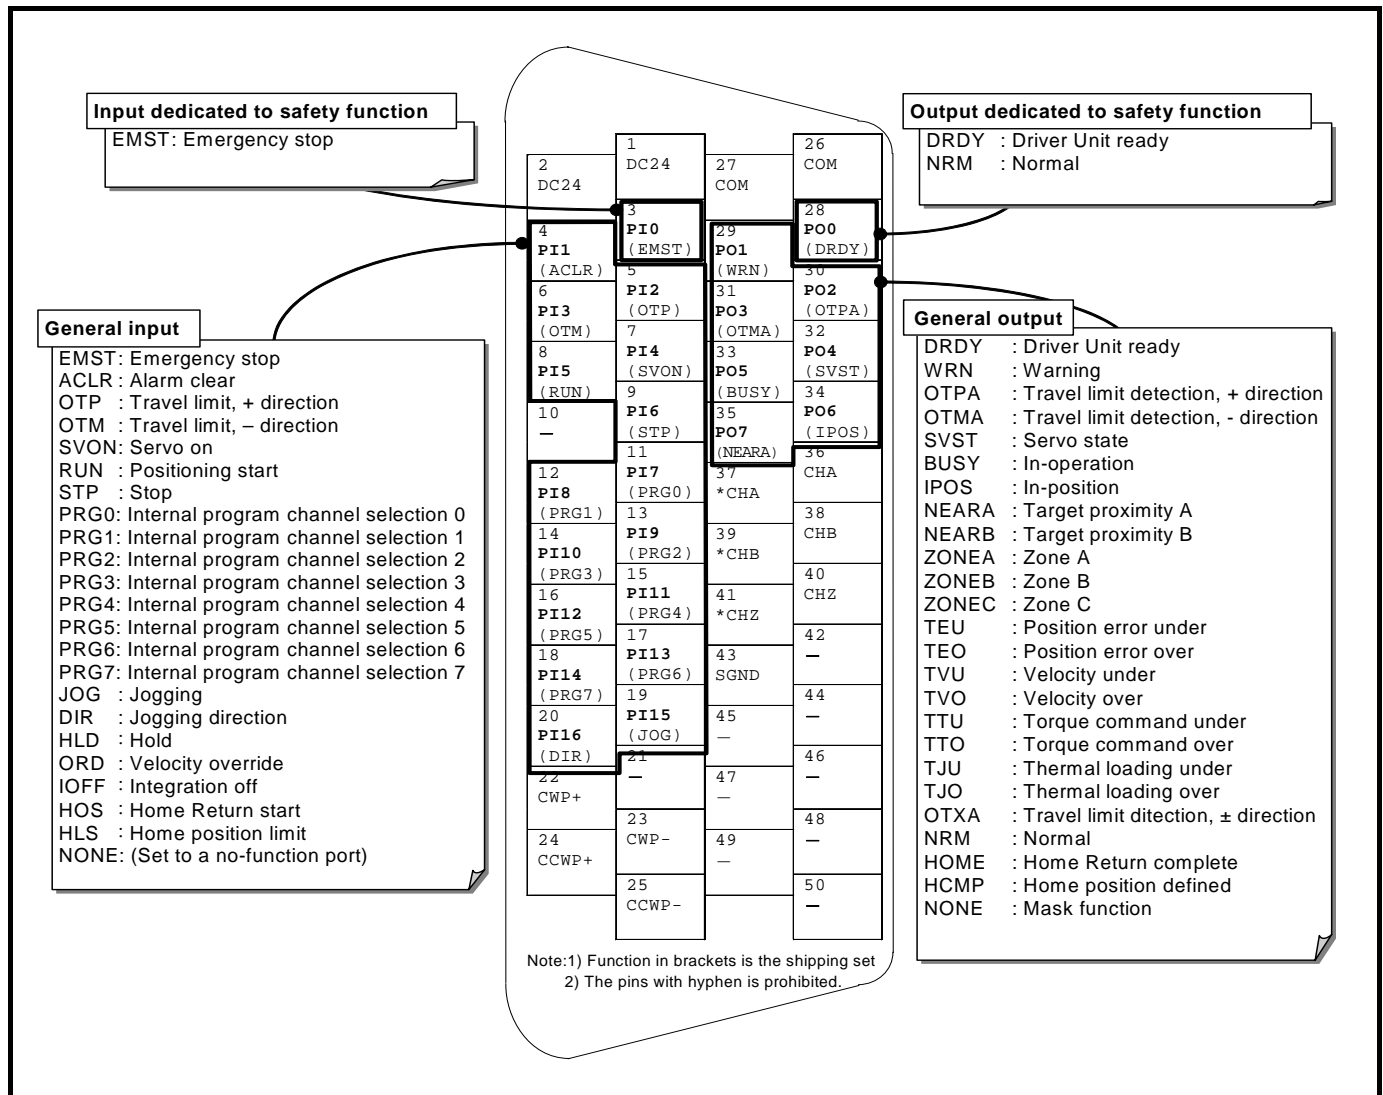 Input dedicated to safety function
EMST: Emergency stop
Output dedicated to safety function
DRDY : Driver Unit ready
NRM : Normal
General input
EMST: Emergency stop
ACLR : Alarm clear
OTP : Travel limit, + direction
OTM : Travel limit, – direction
SVON: Servo on
RUN : Positioning start
STP : Stop
PRG0: Internal program channel selection 0
PRG1: Internal program channel selection 1
PRG2: Internal program channel selection 2
PRG3: Internal program channel selection 3
PRG4: Internal program channel selection 4
PRG5: Internal program channel selection 5
PRG6: Internal program channel selection 6
PRG7: Internal program channel selection 7
JOG : Jogging
DIR : Jogging direction
HLD : Hold
ORD : Velocity override
IOFF : Integration off
HOS : Home Return start
HLS : Home position limit
NONE: (Set to a no-function port)
2
DC24
4
PI1
(ACLR)
6
PI3
(OTM)
8
PI5
(RUN)
10
—
12
PI8
(PRG1)
14
PI10
(PRG3)
16
PI12
(PRG5)
18
PI14
(PRG7)
20
PI16
(DIR)
22
CWP+
24
CCWP+
1
DC24
3
PI0
(EMST)
5
PI2
(OTP)
7
PI4
(SVON)
9
PI6
(STP)
11
PI7
(PRG0)
13
PI9
(PRG2)
15
PI11
(PRG4)
17
PI13
(PRG6)
19
PI15
(JOG)
21
—
23
CWP-
25
CCWP-
27
COM
29
PO1
(WRN)
31
PO3
(OTMA)
33
PO5
(BUSY)
35
PO7
(NEARA)
37
*CHA
39
*CHB
41
*CHZ
43
SGND
45
—
47
—
49
—
26
COM
28
PO0
(DRDY)
30
PO2
(OTPA)
32
PO4
(SVST)
34
PO6
(IPOS)
36
CHA
38
CHB
40
CHZ
42
—
44
—
46
—
48
—
50
—
General output
DRDY : Driver Unit ready
WRN : Warning
OTPA : Travel limit detection, + direction
OTMA : Travel limit detection, - direction
SVST : Servo state
BUSY : In-operation
IPOS : In-position
NEARA : Target proximity A
NEARB : Target proximity B
ZONEA : Zone A
ZONEB : Zone B
ZONEC : Zone C
TEU : Position error under
TEO : Position error over
TVU : Velocity under
TVO : Velocity over
TTU : Torque command under
TTO : Torque command over
TJU : Thermal loading under
TJO : Thermal loading over
OTXA : Travel limit ditection, ± direction
NRM : Normal
HOME : Home Return complete
HCMP : Home position defined
NONE : Mask function
Note:1) Function in brackets is the shipping set
2) The pins with hyphen is prohibited.